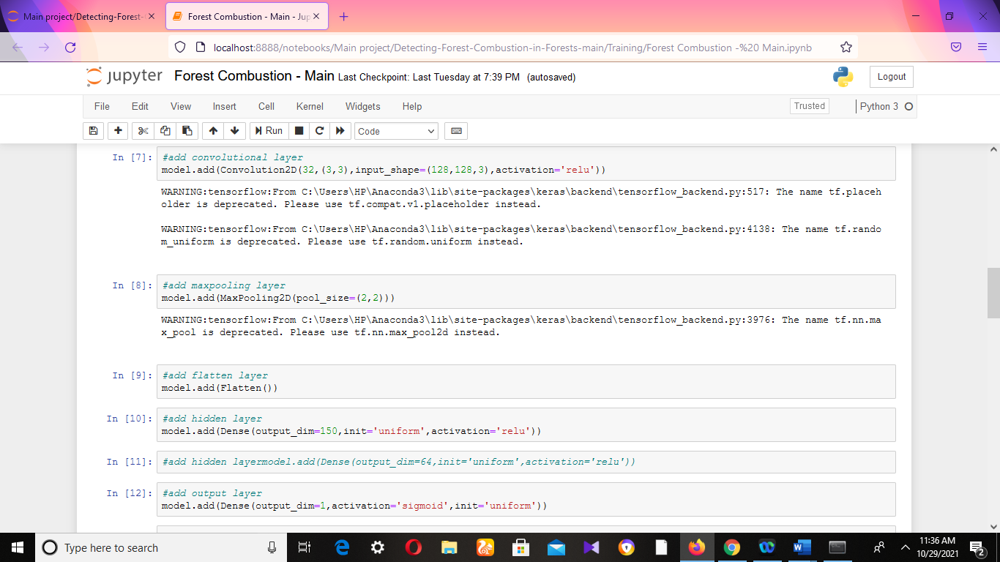 Main project/Detecting-Forest-
Forest Combustion - Main - Jup
localhost:8888/notebooks/Main project/Detecting-Forest-Combustion-in-Forests-main/Training/Forest Combustion -%20 Main.ipynb
jupyter Forest Combustion - Main Last Checkpoint: Last Tuesday at 7:39 PM (autosaved)
Logout
File Edit View Insert Cell Kernel Widgets Help
Trusted
Python 3
Run
Code
In [7]: #add convolutional layer
model.add(Convolution2D(32,(3,3),input_shape=(128,128,3),activation='relu'))
WARNING:tensorflow:From C:\Users\HP\Anaconda3\lib\site-packages\keras\backend\tensorflow_backend.py:517: The name tf.placeh
older is deprecated. Please use tf.compat.v1.placeholder instead.
WARNING:tensorflow:From C:\Users\HP\Anaconda3\lib\site-packages\keras\backend\tensorflow_backend.py:4138: The name tf.rando
m_uniform is deprecated. Please use tf.random.uniform instead.
In [8]: #add maxpooling layer
model.add(MaxPooling2D(pool_size=(2,2)))
WARNING:tensorflow:From C:\Users\HP\Anaconda3\lib\site-packages\keras\backend\tensorflow_backend.py:3976: The name tf.nn.ma
x_pool is deprecated. Please use tf.nn.max_pool2d instead.
In [9]: #add flatten layer
model.add(Flatten())
In [10]: #add hidden layer
model.add(Dense(output_dim=150,init='uniform',activation='relu'))
In [11]: #add hidden layermodel.add(Dense(output_dim=64,init='uniform',activation='relu'))
In [12]: #add output layer
model.add(Dense(output_dim=1,activation='sigmoid',init='uniform'))
Type here to search
11:36 AM
10/29/2021
2